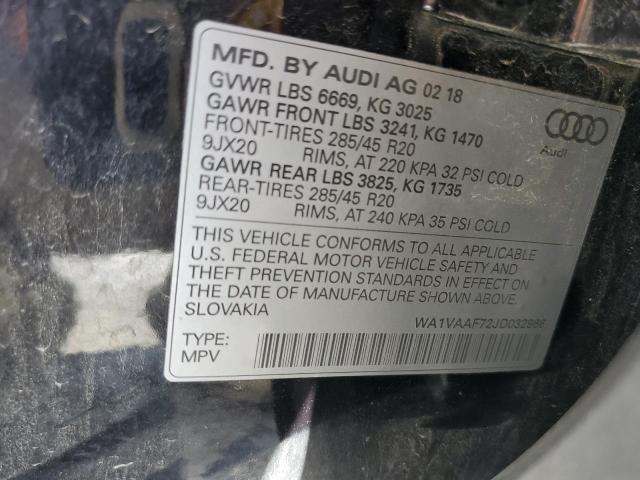 MFD. BY AUDI AG 02 18
GVWR LBS 6669, KG 3025
GAWR FRONT LBS 3241, KG 1470
FRONT-TIRES 285/45 R20
9JX20 RIMS, AT 220 KPA 32 PSI COLD
GAWR REAR LBS 3825, KG 1735
REAR-TIRES 285/45 R20
9JX20 RIMS, AT 240 KPA 35 PSI COLD
Audi
THIS VEHICLE CONFORMS TO ALL APPLICABLE
U.S. FEDERAL MOTOR VEHICLE SAFETY AND
THEFT PREVENTION STANDARDS IN EFFECT ON
THE DATE OF MANUFACTURE SHOWN ABOVE.
SLOVAKIA
TYPE:
MPV